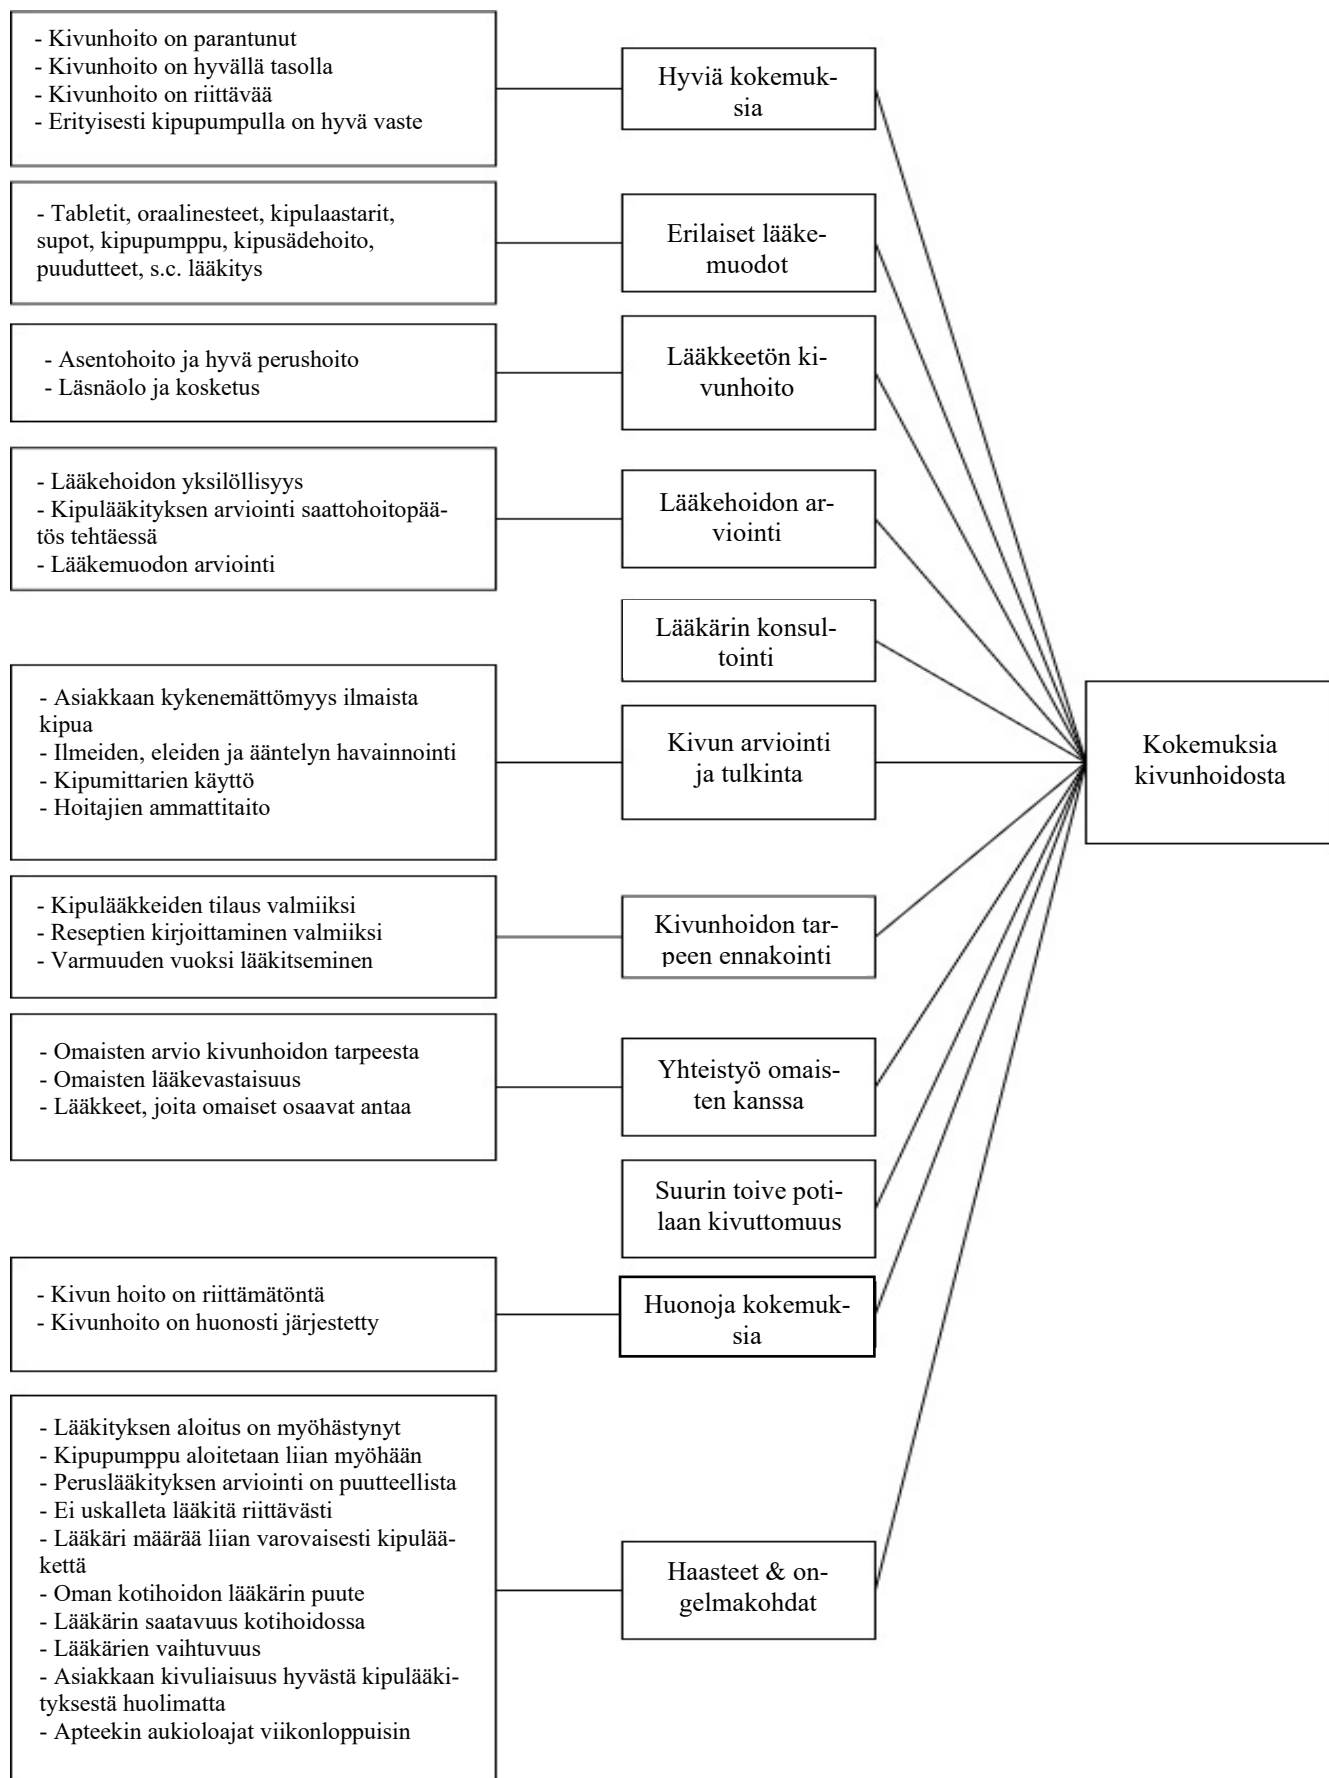 - Kivunhoito on parantunut
- Kivunhoito on hyvällä tasolla
- Kivunhoito on riittävää
- Erityisesti kipupumpulla on hyvä vaste
Hyviä kokemuk-
sia
- Tabletit, oraalinesteet, kipulaastarit,
supot, kipupumppu, kipusädehoito,
puudutteet, s.c. lääkitys
Erilaiset lääke-
muodot
- Asentohoito ja hyvä perushoito
- Läsnäolo ja kosketus
Lääkkeetön ki-
vunhoito
- Lääkehoidon yksilöllisyys
- Kipulääkityksen arviointi saattohoitopää-
tös tehtäessä
- Lääkemuodon arviointi
Lääkehoidon ar-
viointi
Lääkärin konsul-
tointi
- Asiakkaan kykenemättömyys ilmaista
kipua
- Ilmeiden, eleiden ja ääntelyn havainnointi
- Kipumittarien käyttö
- Hoitajien ammattitaito
Kivun arviointi
ja tulkinta
Kokemuksia
kivunhoidosta
- Kipulääkkeiden tilaus valmiiksi
- Reseptien kirjoittaminen valmiiksi
- Varmuuden vuoksi lääkitseminen
Kivunhoidon tar-
peen ennakointi
- Omaisten arvio kivunhoidon tarpeesta
- Omaisten lääkevastaisuus
- Lääkkeet, joita omaiset osaavat antaa
Yhteistyö omais-
ten kanssa
Suurin toive poti-
laan kivuttomuus
- Kivun hoito on riittämätöntä
- Kivunhoito on huonosti järjestetty
Huonoja kokemuk-
sia
- Lääkityksen aloitus on myöhästynyt
- Kipupumppu aloitetaan liian myöhään
- Peruslääkityksen arviointi on puutteellista
- Ei uskalleta lääkitä riittävästi
- Lääkäri määrää liian varovaisesti kipulää-
kettä
- Oman kotihoidon lääkärin puute
- Lääkärin saatavuus kotihoidossa
- Lääkärien vaihtuvuus
- Asiakkaan kivuliaisuus hyvästä kipulääki-
tyksestä huolimatta
- Apteekin aukioloajat viikonloppuisin
Haasteet & on-
gelmakohdat